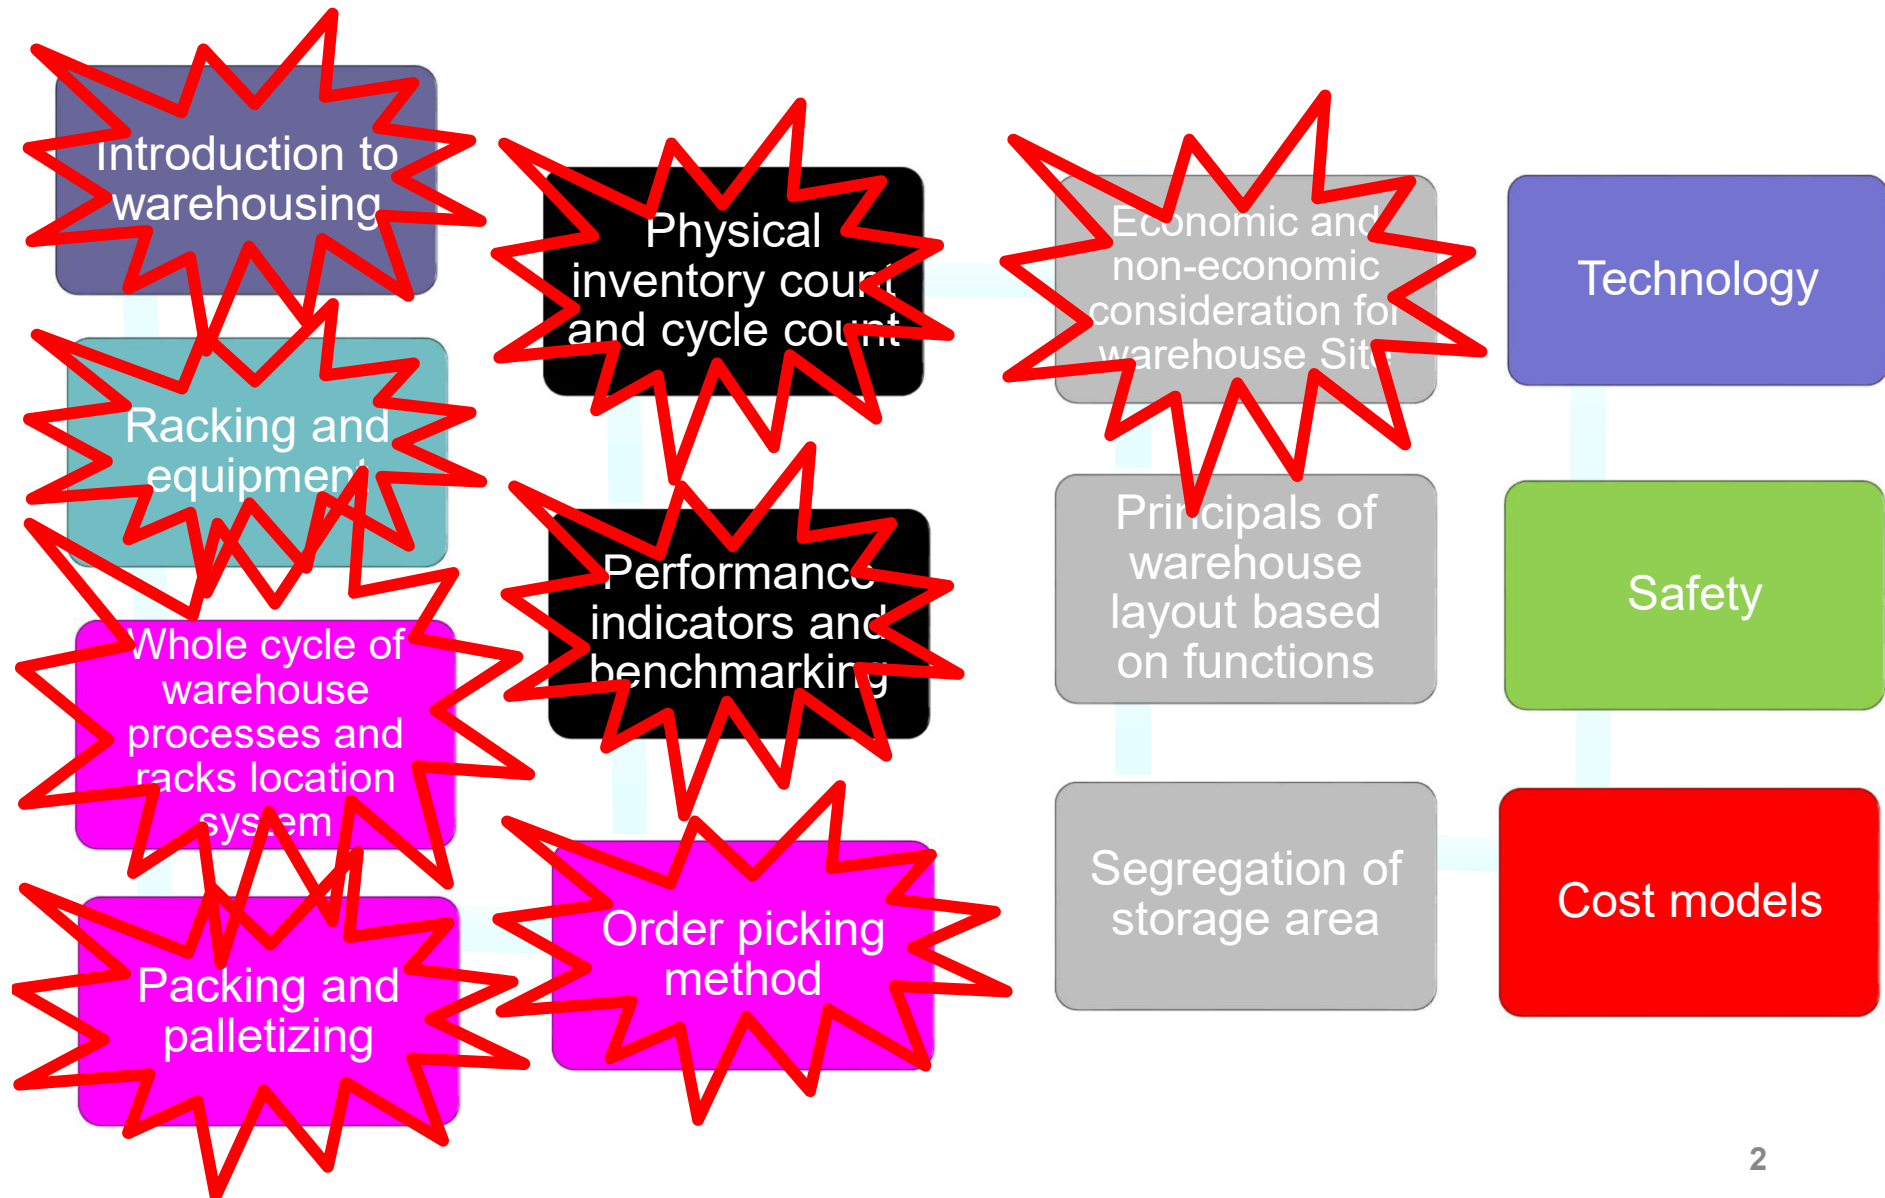 Introduction to
warehousing
Racking and
equipment
Whole cycle of
warehouse
processes and
racks location
system
Packing and
palletizing
Order picking
method
Performance
indicators and
benchmarking
Physical
inventory count
and cycle count
Economic and
non-economic
consideration for
warehouse Site
Principals of
warehouse
layout based
on functions
Segregation of
storage area
Cost models
Safety
Technology
2